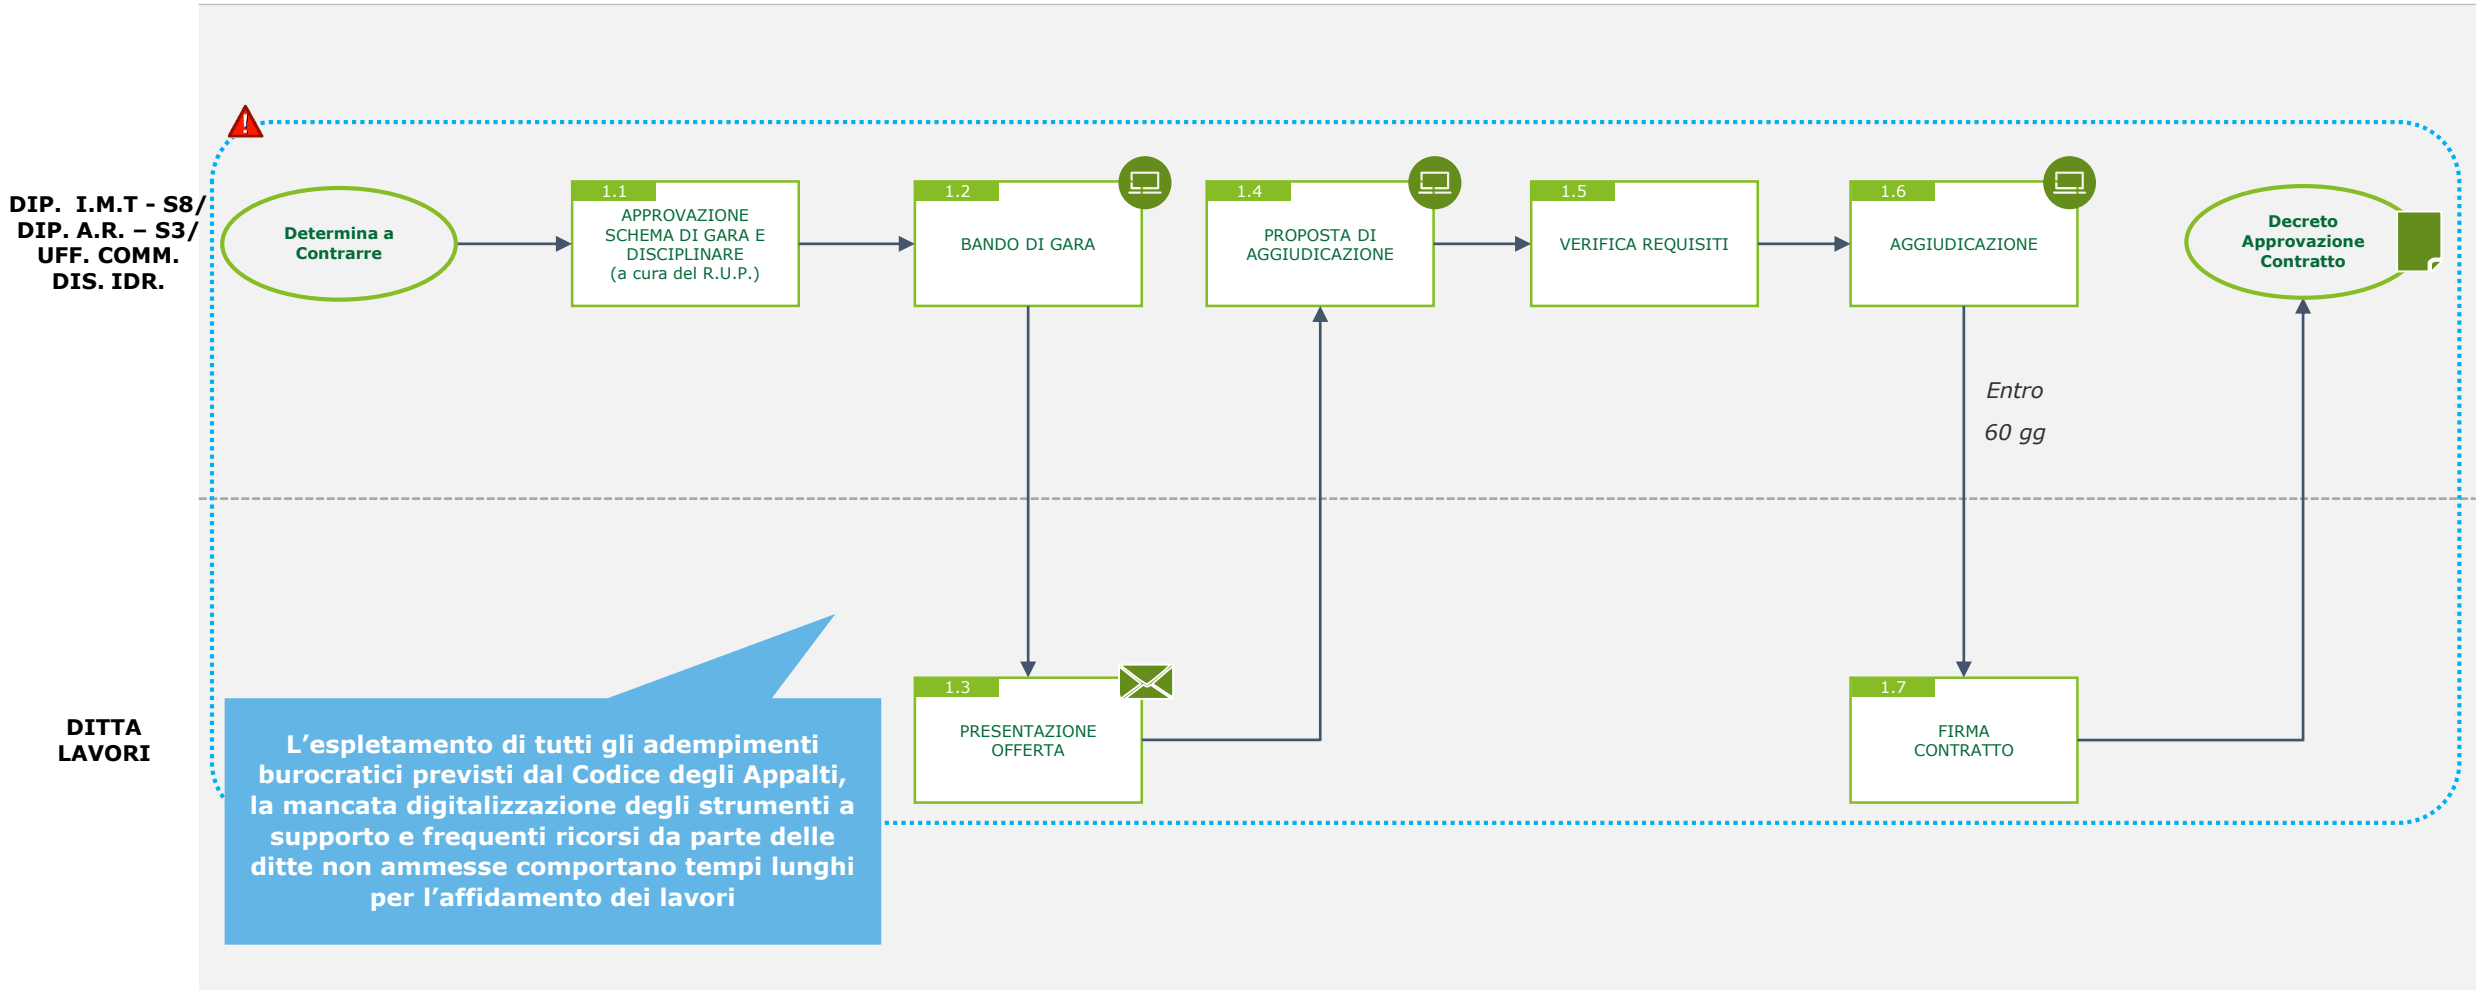 DIP. I.M.T - S8/
DIP. A.R. – S3/
UFF. COMM.
DIS. IDR.
Determina a
Contrarre
1.1
APPROVAZIONE
SCHEMA DI GARA E
DISCIPLINARE
(a cura del R.U.P.)
1.2
BANDO DI GARA
1.4
PROPOSTA DI
AGGIUDICAZIONE
1.5
VERIFICA REQUISITI
1.6
AGGIUDICAZIONE
Decreto
Approvazione
Contratto
Entro
60 gg
DITTA
LAVORI
L’espletamento di tutti gli adempimenti
burocratici previsti dal Codice degli Appalti,
la mancata digitalizzazione degli strumenti a
supporto e frequenti ricorsi da parte delle
ditte non ammesse comportano tempi lunghi
per l’affidamento dei lavori
1.3
PRESENTAZIONE
OFFERTA
1.7
FIRMA
CONTRATTO